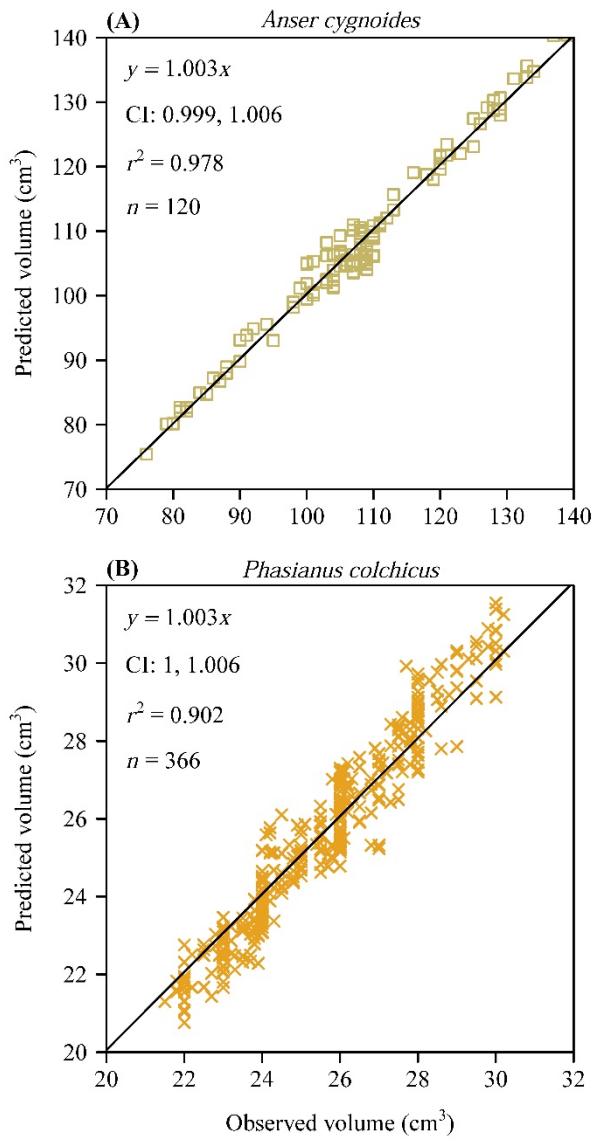 (A) Anser cygnoides
140
130
120
110
100
90
80
70
y = 1.003x
CI: 0.999, 1.006
r² = 0.978
n = 120
Predicted volume (cm³)
70 80 90 100 110 120 130 140
(B) Phasianus colchicus
32
30
28
26
24
22
20
y = 1.003x
CI: 1, 1.006
r² = 0.902
n = 366
Predicted volume (cm³)
20 22 24 26 28 30 32
Observed volume (cm³)